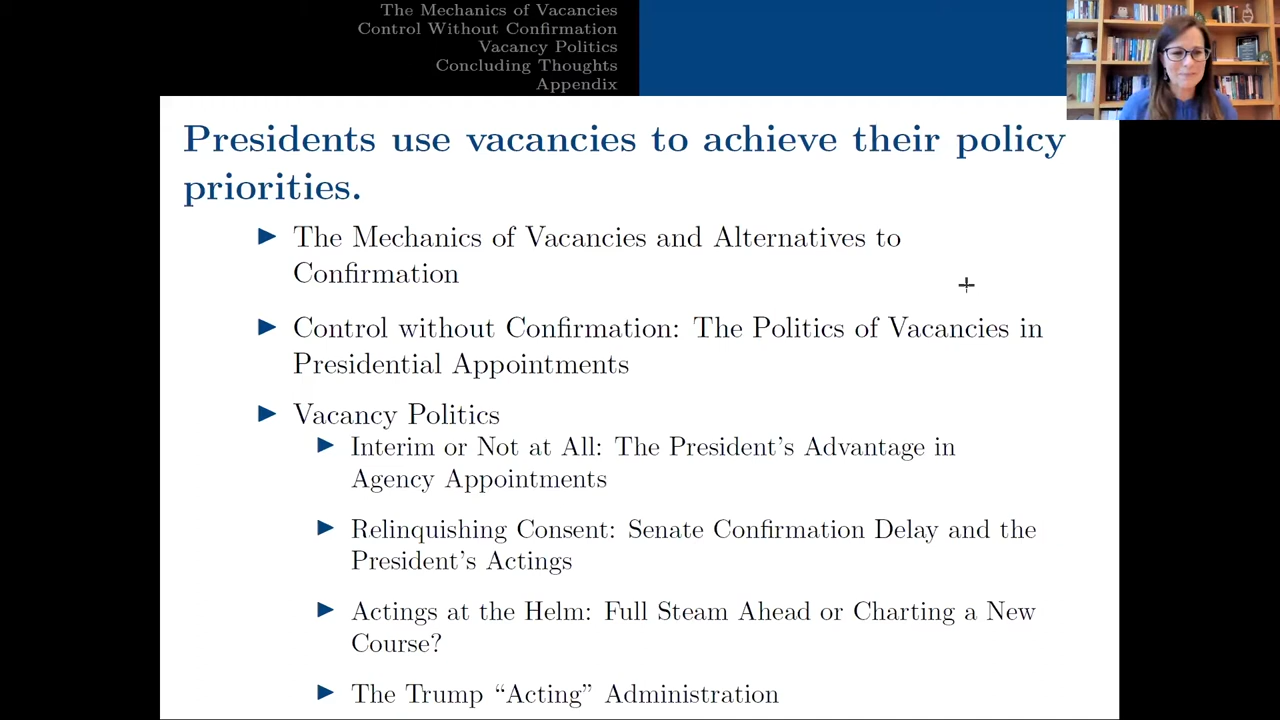 The Mechanics of Vacancies
Control Without Confirmation
Vacancy Politics
Concluding Thoughts
Appendix
Presidents use vacancies to achieve their policy
priorities.
The Mechanics of Vacancies and Alternatives to
Confirmation
Control without Confirmation: The Politics of Vacancies in
Presidential Appointments
Vacancy Politics
Interim or Not at All: The President's Advantage in
Agency Appointments
Relinquishing Consent: Senate Confirmation Delay and the
President's Actings
Actings at the Helm: Full Steam Ahead or Charting a New
Course?
The Trump “Acting” Administration